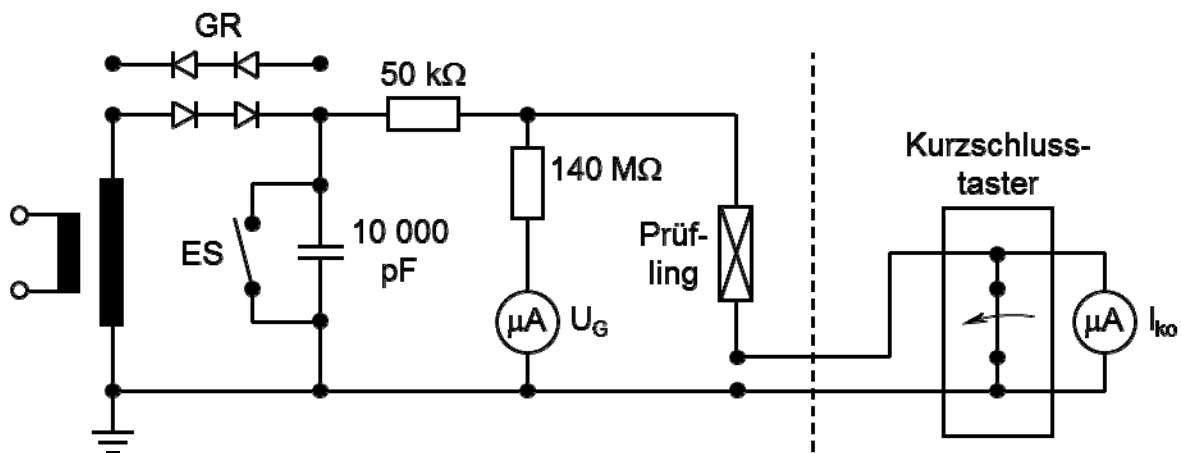 GR
50 kΩ
140 MΩ
ES
10 000
pF
µA
U_G
Prüf-
ling
Kurzschluss-
taster
µA
I_ko